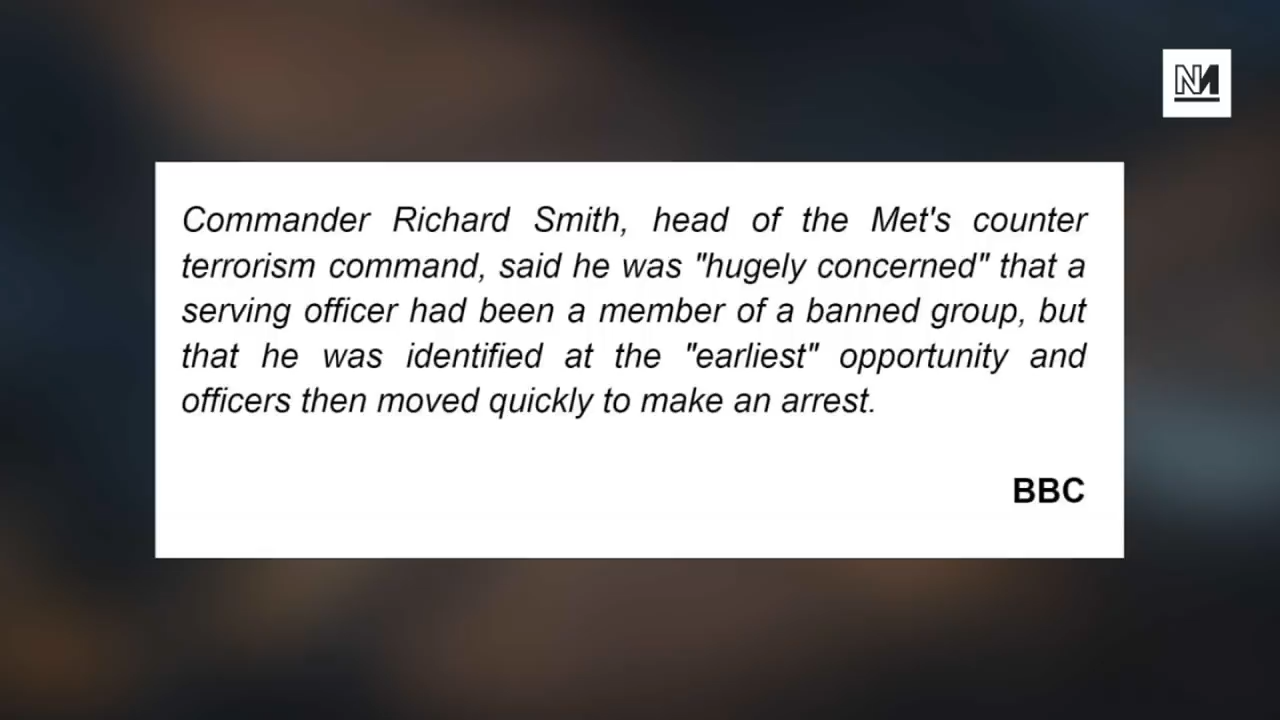 NM
Commander Richard Smith, head of the Met's counter
terrorism command, said he was "hugely concerned" that a
serving officer had been a member of a banned group, but
that he was identified at the "earliest" opportunity and
officers then moved quickly to make an arrest.
BBC